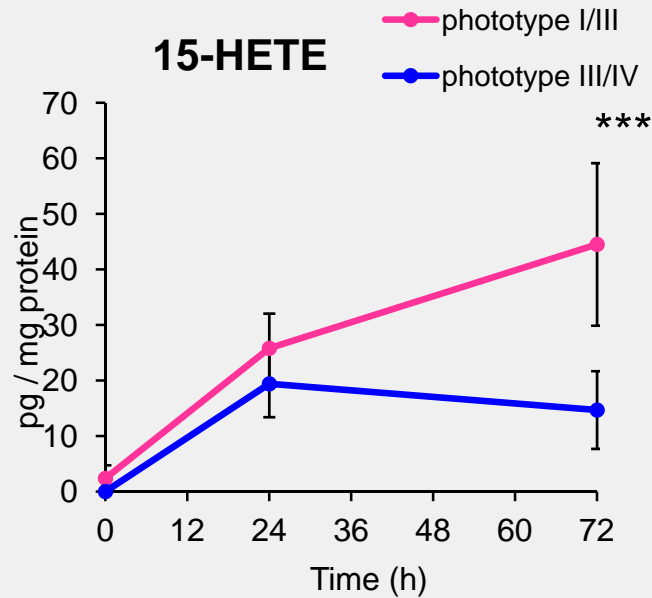 phototype I/III
15-HETE
phototype III/IV
70
***
60
50
40
30
20
10
0
pg / mg protein
0 12 24 36 48 60 72
Time (h)